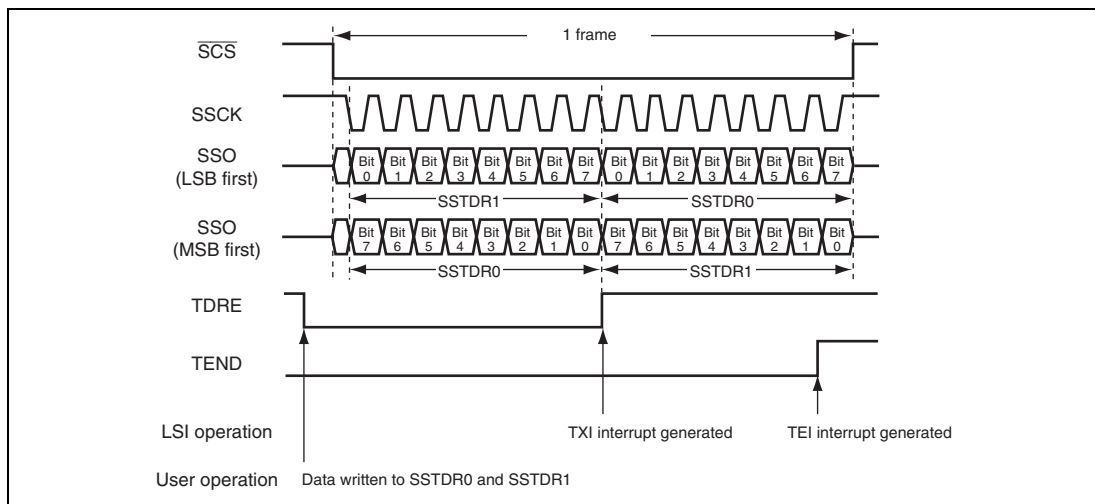 1 frame
SCS
SSCK
SSO
(LSB first)
Bit 0 Bit 1 Bit 2 Bit 3 Bit 4 Bit 5 Bit 6 Bit 7 Bit 0 Bit 1 Bit 2 Bit 3 Bit 4 Bit 5 Bit 6 Bit 7
SSTDR1 SSTDR0
SSO
(MSB first)
Bit 7 Bit 6 Bit 5 Bit 4 Bit 3 Bit 2 Bit 1 Bit 0 Bit 7 Bit 6 Bit 5 Bit 4 Bit 3 Bit 2 Bit 1 Bit 0
SSTDR0 SSTDR1
TDRE
TEND
LSI operation TXI interrupt generated TEI interrupt generated
User operation Data written to SSTDR0 and SSTDR1